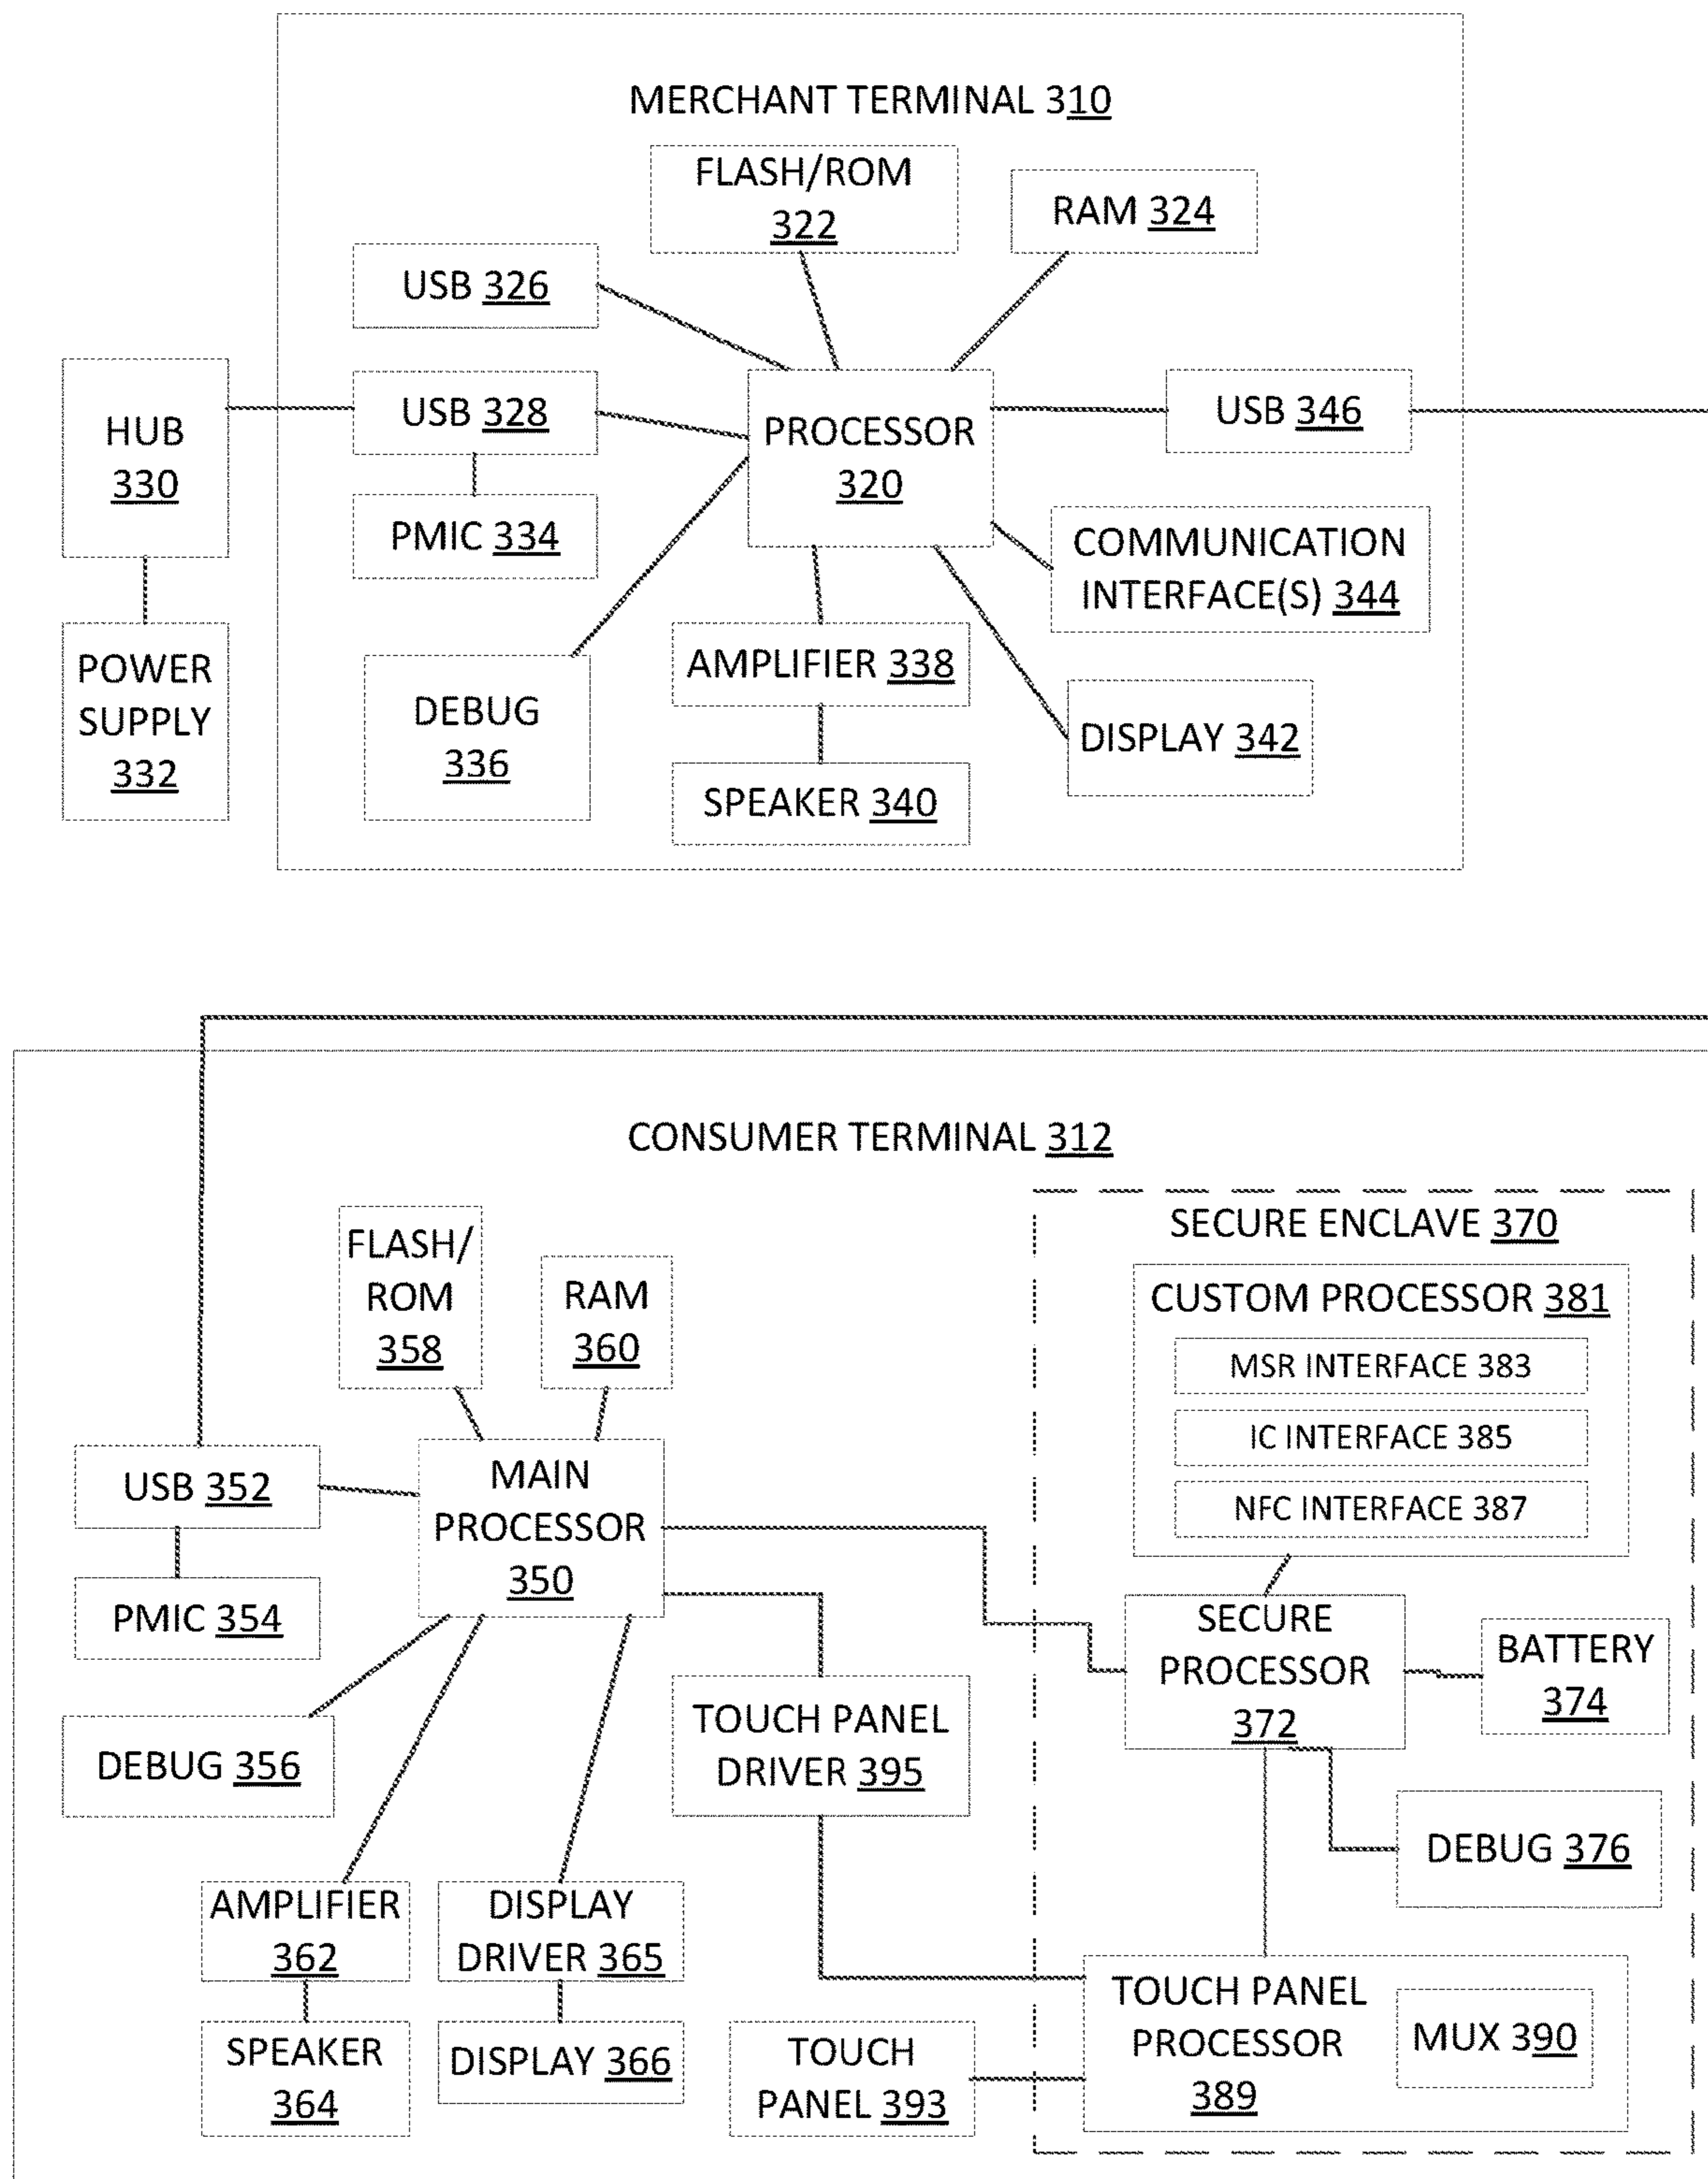 MERCHANT TERMINAL 310
FLASH/ROM
322
RAM 324
USB 326
HUB
330
USB 328
PROCESSOR
320
USB 346
PMIC 334
COMMUNICATION
INTERFACE(S) 344
POWER
SUPPLY
332
DEBUG
336
AMPLIFIER 338
DISPLAY 342
SPEAKER 340
CONSUMER TERMINAL 312
FLASH/
ROM
358
RAM
360
SECURE ENCLAVE 370
CUSTOM PROCESSOR 381
MSR INTERFACE 383
IC INTERFACE 385
NFC INTERFACE 387
USB 352
MAIN
PROCESSOR
350
PMIC 354
SECURE
PROCESSOR
372
BATTERY
374
DEBUG 356
TOUCH PANEL
DRIVER 395
DEBUG 376
AMPLIFIER
362
DISPLAY
DRIVER 365
SPEAKER
364
DISPLAY 366
TOUCH
PANEL 393
TOUCH PANEL
PROCESSOR
389
MUX 390